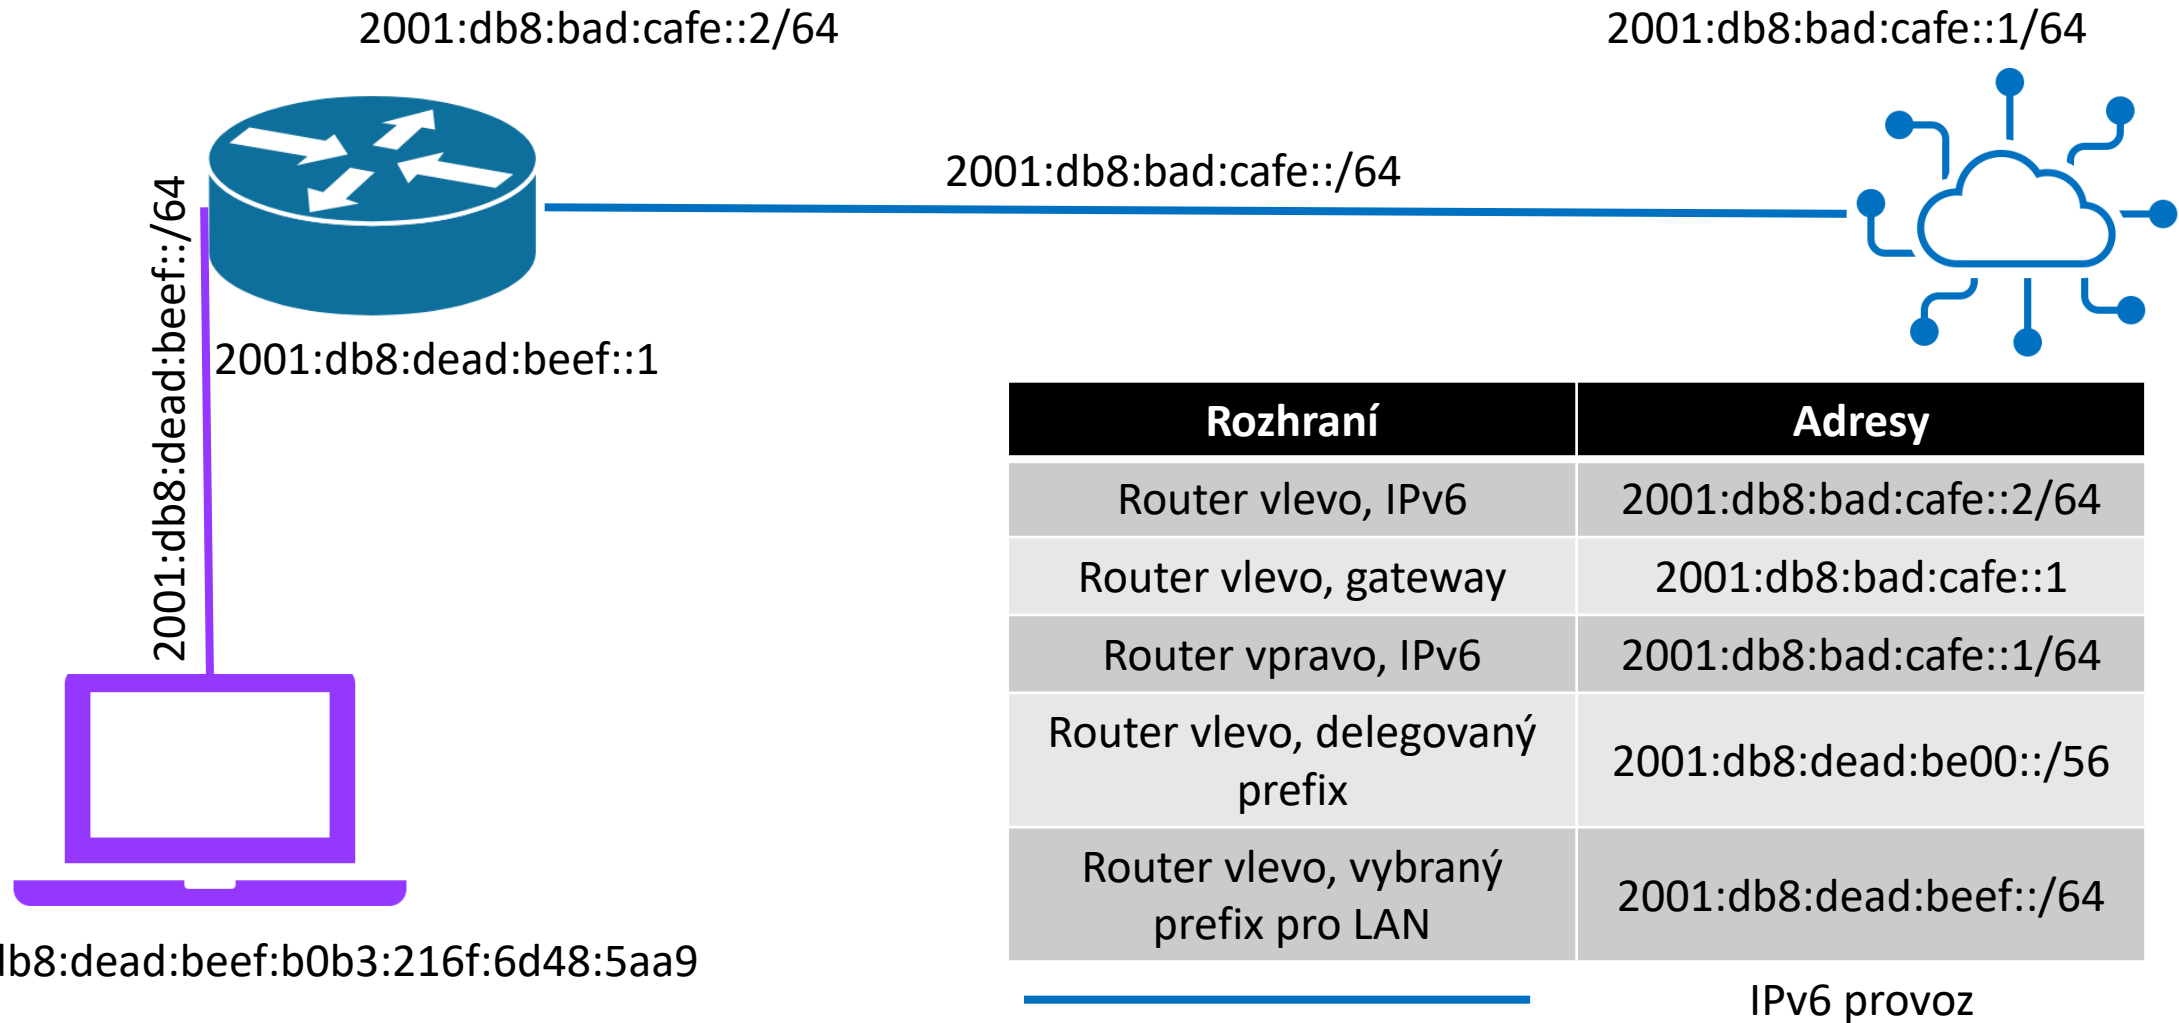 2001:db8:bad:cafe::2/64
2001:db8:bad:cafe::1/64
2001:db8:bad:cafe::/64
2001:db8:dead:beef::/64
2001:db8:dead:beef::1
Rozhraní Adresy
Router vlevo, IPv6 2001:db8:bad:cafe::2/64
Router vlevo, gateway 2001:db8:bad:cafe::1
Router vpravo, IPv6 2001:db8:bad:cafe::1/64
Router vlevo, delegovaný
prefix 2001:db8:dead:be00::/56
Router vlevo, vybraný
prefix pro LAN 2001:db8:dead:beef::/64
db8:dead:beef:b0b3:216f:6d48:5aa9
IPv6 provoz